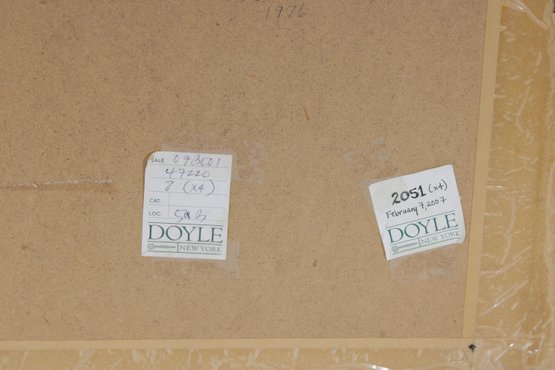 1976
SALE 07BC01
47220
2 (x4)
CAT.
LOC.
DOYLE
NEW YORK
2051 (x4)
February 7, 2007
DOYLE
NEW YORK